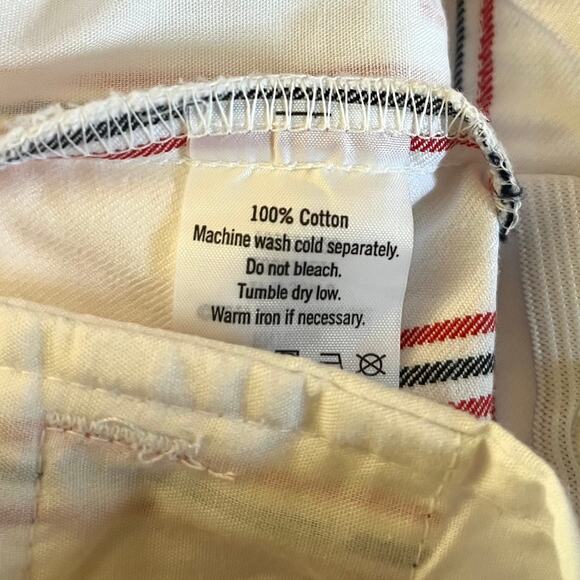 100% Cotton
Machine wash cold separately.
Do not bleach.
Tumble dry low.
Warm iron if necessary.